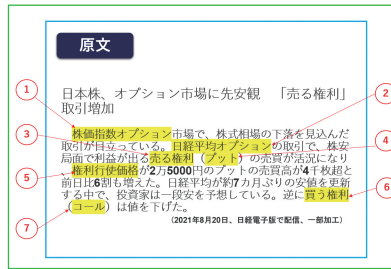 原文
日本株、オプション市場に先安観 「売る権利」
取引増加
株価指数オプション市場で、株式相場の下落を見込んだ
取引が目立っている。日経平均オプションの取引で、株安
局面で利益が出る売る権利（プット）の売買が活況になり
権利行使価格が2万5000円のプットの売買高が4千枚超と
前日比6割も増えた。日経平均が約7カ月ぶりの安値を更新
する中で、投資家は一段安を予想している。逆に買う権利
（コール）は値を下げた。
（2021年8月20日、日経電子版で配信、一部加工）
1
2
3
4
5
6
7